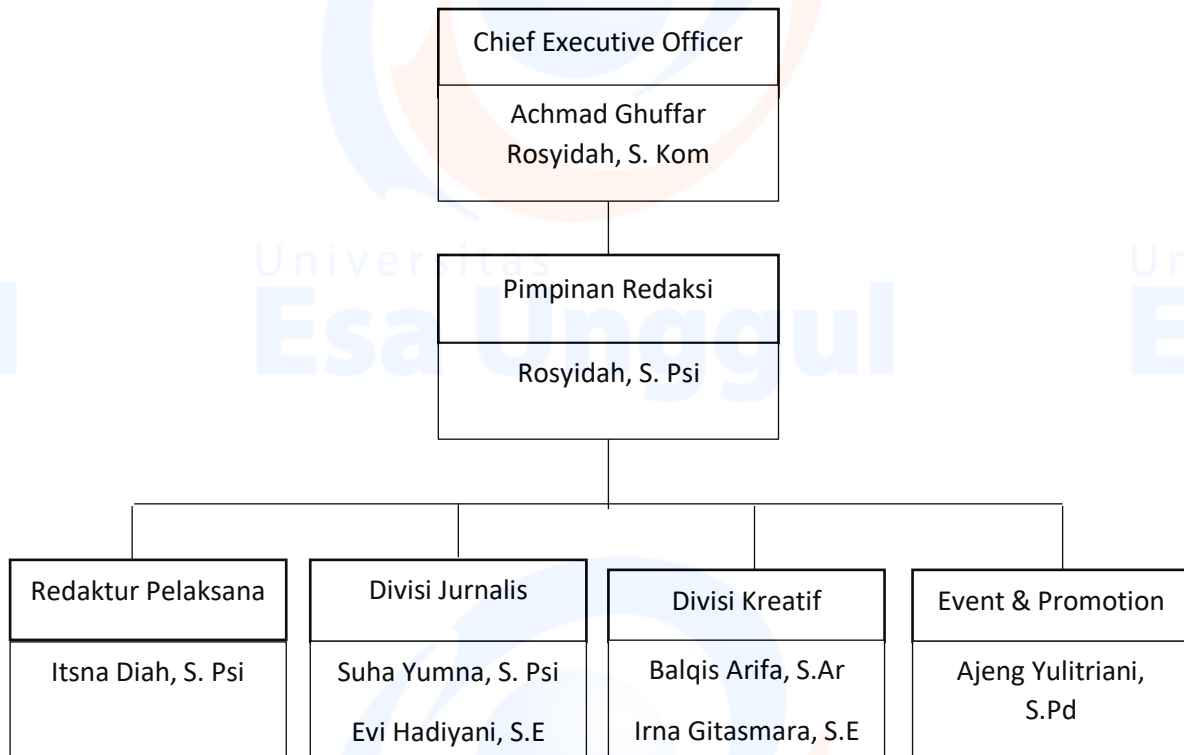 Chief Executive Officer
Achmad Ghuffar
Rosyidah, S. Kom
Universitas
Esa Unggul
Pimpinan Redaksi
Rosyidah, S. Psi
Redaktur Pelaksana
Itsna Diah, S. Psi
Divisi Jurnalis
Suha Yumna, S. Psi
Evi Hadiyani, S.E
Divisi Kreatif
Balqis Arifa, S.Ar
Irna Gitasmara, S.E
Event & Promotion
Ajeng Yulitriani,
S.Pd